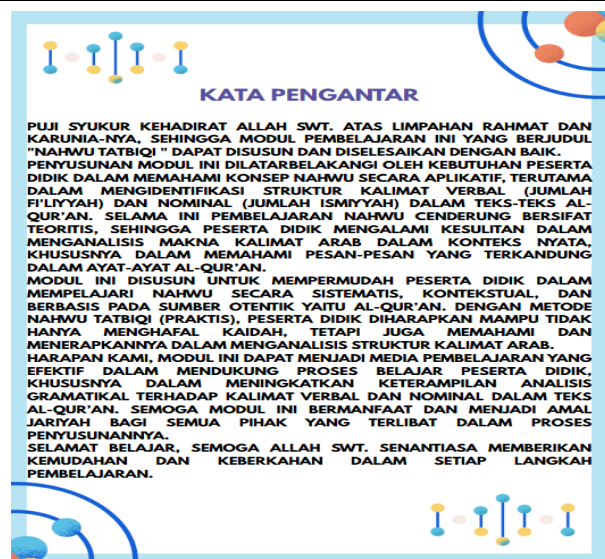 KATA PENGANTAR
PUJI SYUKUR KEHADIRAT ALLAH SWT. ATAS LIMPAHAN RAHMAT DAN
KARUNIA-NYA, SEHINGGA MODUL PEMBELAJARAN INI YANG BERJUDUL
"NAHWU TATBIQI " DAPAT DISUSUN DAN DISELESAIKAN DENGAN BAIK.
PENYUSUNAN MODUL INI DILATARBELAKANGI OLEH KEBUTUHAN PESERTA
DIDIK DALAM MEMAHAMI KONSEP NAHWU SECARA APLIKATIF, TERUTAMA
DALAM MENGIDENTIFIKASI STRUKTUR KALIMAT VERBAL (JUMLAH
FI'LIYYAH) DAN NOMINAL (JUMLAH ISMIYYAH) DALAM TEKS-TEKS AL-
QUR'AN. SELAMA INI PEMBELAJARAN NAHWU CENDERUNG BERSIFAT
TEORITIS, SEHINGGA PESERTA DIDIK MENGALAMI KESULITAN DALAM
MENGANALISIS MAKNA KALIMAT ARAB DALAM KONTEKS NYATA,
KHUSUSNYA DALAM MEMAHAMI PESAN-PESAN YANG TERKANDUNG
DALAM AYAT-AYAT AL-QUR'AN.
MODUL INI DISUSUN UNTUK MEMPERMUDAH PESERTA DIDIK DALAM
MEMPELAJARI NAHWU SECARA SISTEMATIS, KONTEKSTUAL, DAN
BERBASIS PADA SUMBER OTENTIK YAITU AL-QUR'AN. DENGAN METODE
NAHWU TATBIQI (PRAKTIS), PESERTA DIDIK DIHARAPKAN MAMPU TIDAK
HANYA MENGHAFAL KAIDAH, TETAPI JUGA MEMAHAMI DAN
MENERAPKANNYA DALAM MENGANALISIS STRUKTUR KALIMAT ARAB.
HARAPAN KAMI, MODUL INI DAPAT MENJADI MEDIA PEMBELAJARAN YANG
EFEKTIF DALAM MENDUKUNG PROSES BELAJAR PESERTA DIDIK,
KHUSUSNYA DALAM MENINGKATKAN KETERAMPILAN ANALISIS
GRAMATIKAL TERHADAP KALIMAT VERBAL DAN NOMINAL DALAM TEKS
AL-QUR'AN. SEMOGA MODUL INI BERMANFAAT DAN MENJADI AMAL
JARIYAH BAGI SEMUA PIHAK YANG TERLIBAT DALAM PROSES
PENYUSUNANNYA.
SELAMAT BELAJAR, SEMOGA ALLAH SWT. SENANTIASA MEMBERIKAN
KEMUDAHAN DAN KEBERKAHAN DALAM SETIAP LANGKAH
PEMBELAJARAN.